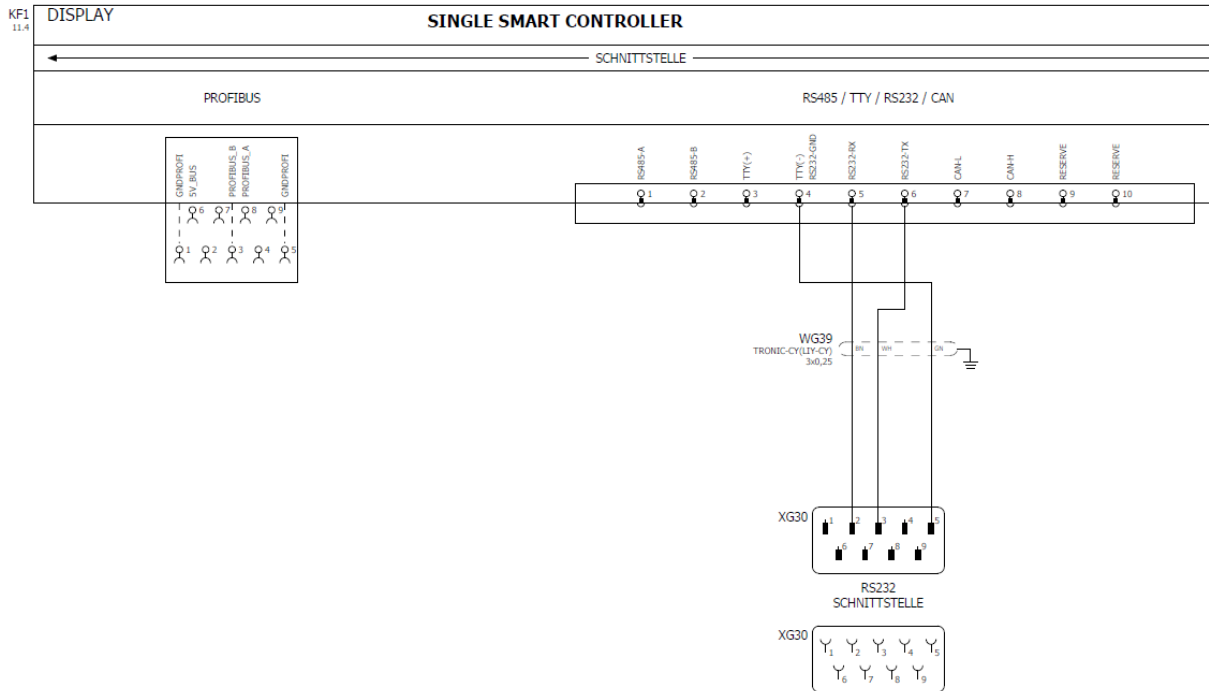 KF1
11.4
DISPLAY
SINGLE SMART CONTROLLER
SCHNITTSTELLE
PROFIBUS
RS485 / TTY / RS232 / CAN
GNDPROFI
5V_BUS
PROFIBUS_B
PROFIBUS_A
GNDPROFI
6 7 8 9
1 2 3 4 5
RS485-A
RS485-B
TTY(+)
TTY(-)
RS232-GND
RS232-RX
RS232-TX
CAN-L
CAN-H
RESERVE
RESERVE
1 2 3 4 5 6 7 8 9 10
WG39
TRONIC-CY(LIY-CY)
3x0,25
BN WH GN
XG30
1 2 3 4 5
6 7 8 9
RS232
SCHNITTSTELLE
XG30
1 2 3 4 5
6 7 8 9